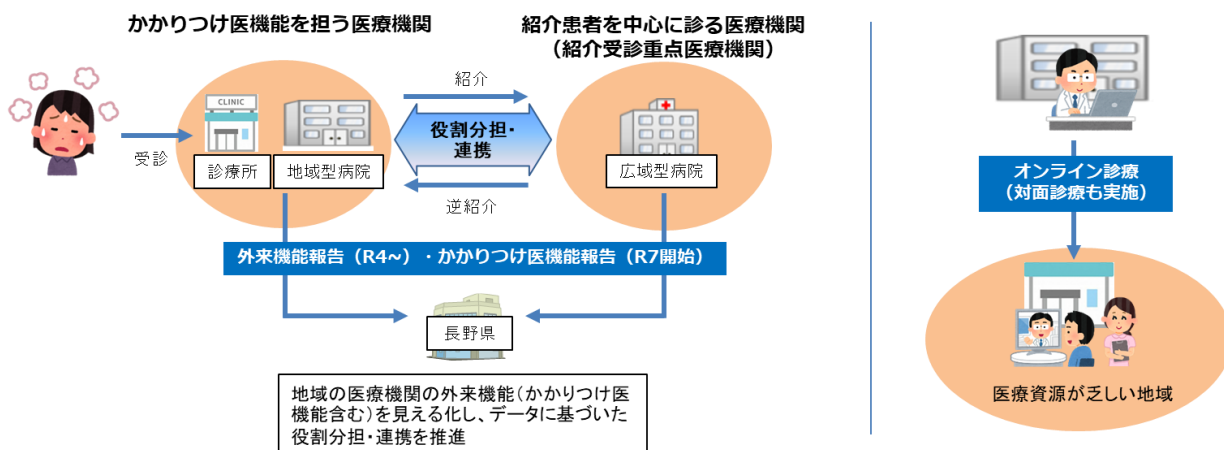 かかりつけ医機能を担う医療機関
紹介患者を中心に診る医療機関
（紹介受診重点医療機関）
CLINIC
受診
診療所
地域型病院
紹介
役割分担・
連携
逆紹介
広域型病院
外来機能報告（R4~）・かかりつけ医機能報告（R7開始）
長野県
地域の医療機関の外来機能（かかりつけ医
機能含む）を見える化し、データに基づいた
役割分担・連携を推進
オンライン診療
（対面診療も実施）
医療資源が乏しい地域